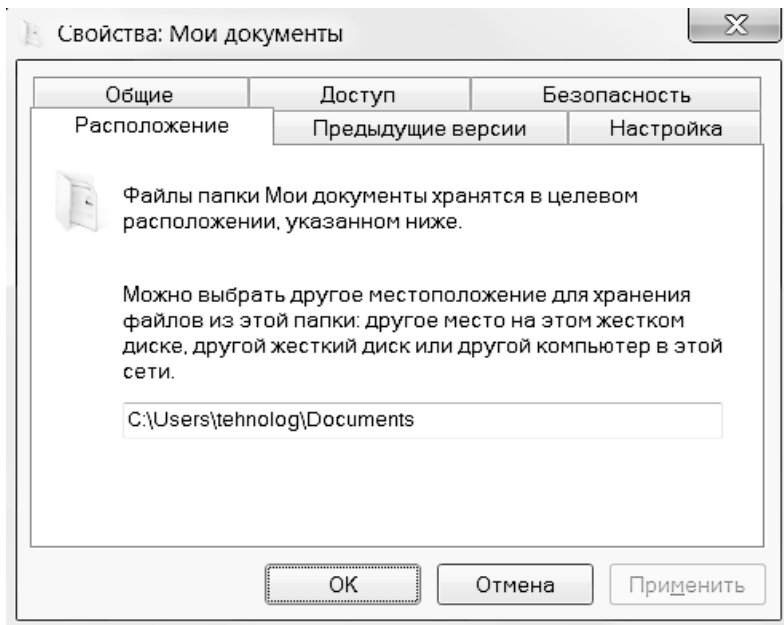 Свойства: Мои документы
Общие
Доступ
Безопасность
Расположение
Предыдущие версии
Настройка
Файлы папки Мои документы хранятся в целевом
расположении, указанном ниже.
Можно выбрать другое местоположение для хранения
файлов из этой папки: другое место на этом жестком
диске, другой жесткий диск или другой компьютер в этой
сети.
C:\Users\tehnolog\Documents
ОК
Отмена
Применить